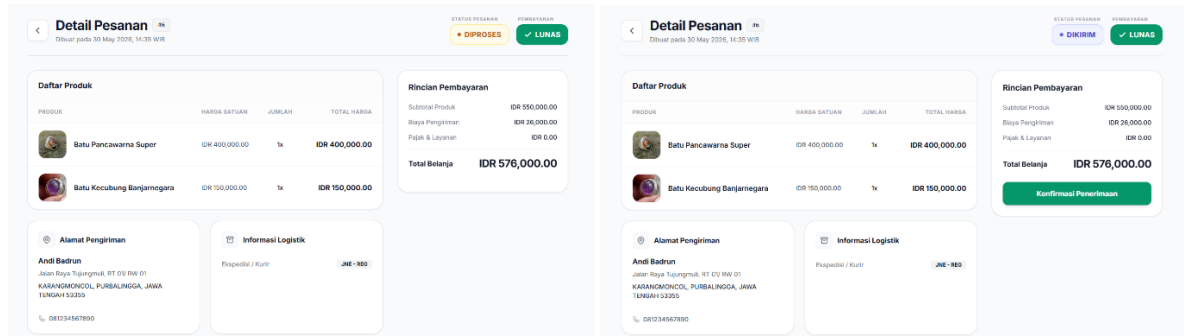 Detail Pesanan #6
Dibuat pada 30 May 2026, 14:35 WIB
STATUS PESANAN
DIPROSES
PEMBAYARAN
LUNAS
Daftar Produk
PRODUK HARGA SATUAN JUMLAH TOTAL HARGA
Batu Pancawarna Super IDR 400,000.00 1x IDR 400,000.00
Batu Kecubung Banjarnegara IDR 150,000.00 1x IDR 150,000.00
Rincian Pembayaran
Subtotal Produk IDR 550,000.00
Biaya Pengiriman IDR 26,000.00
Pajak & Layanan IDR 0.00
Total Belanja IDR 576,000.00
Alamat Pengiriman
Andi Badrun
Jalan Raya Tujungmuli, RT 01/ RW 01
KARANGMONCOL, PURBALINGGA, JAWA
TENGAH 53355
081234567890
Informasi Logistik
Ekspedisi / Kurir JNE - REG
Detail Pesanan #6
Dibuat pada 30 May 2026, 14:35 WIB
STATUS PESANAN
DIKIRIM
PEMBAYARAN
LUNAS
Daftar Produk
PRODUK HARGA SATUAN JUMLAH TOTAL HARGA
Batu Pancawarna Super IDR 400,000.00 1x IDR 400,000.00
Batu Kecubung Banjarnegara IDR 150,000.00 1x IDR 150,000.00
Rincian Pembayaran
Subtotal Produk IDR 550,000.00
Biaya Pengiriman IDR 26,000.00
Pajak & Layanan IDR 0.00
Total Belanja IDR 576,000.00
Konfirmasi Penerimaan
Alamat Pengiriman
Andi Badrun
Jalan Raya Tujungmuli, RT 01/ RW 01
KARANGMONCOL, PURBALINGGA, JAWA
TENGAH 53355
081234567890
Informasi Logistik
Ekspedisi / Kurir JNE - REG